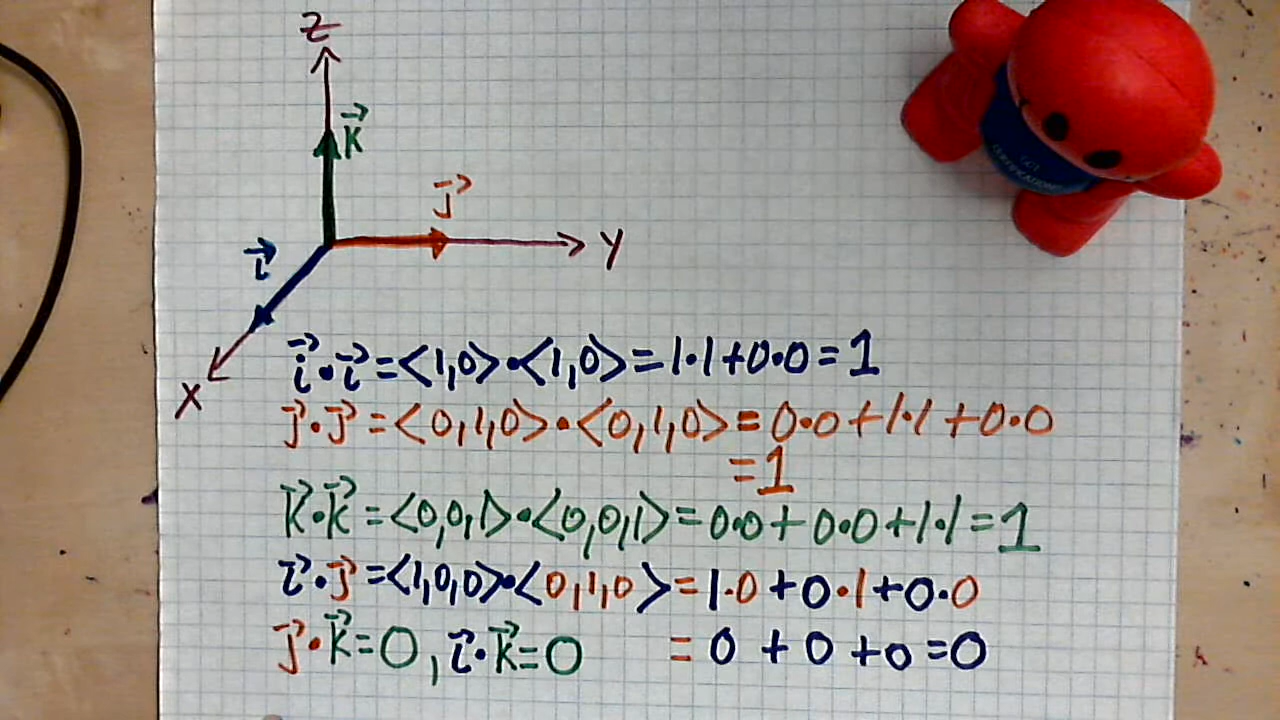 Z
k⃗
j⃗
Y
i⃗
X
i⃗·i⃗=<1,0>·<1,0>=1·1+0·0=1
j⃗·j⃗=<0,1,0>·<0,1,0>=0·0+1·1+0·0
=1
k⃗·k⃗=<0,0,1>·<0,0,1>=0·0+0·0+1·1=1
i⃗·j⃗=<1,0,0>·<0,1,0>=1·0+0·1+0·0
j⃗·k⃗=0, i⃗·k⃗=0 = 0+0+0=0